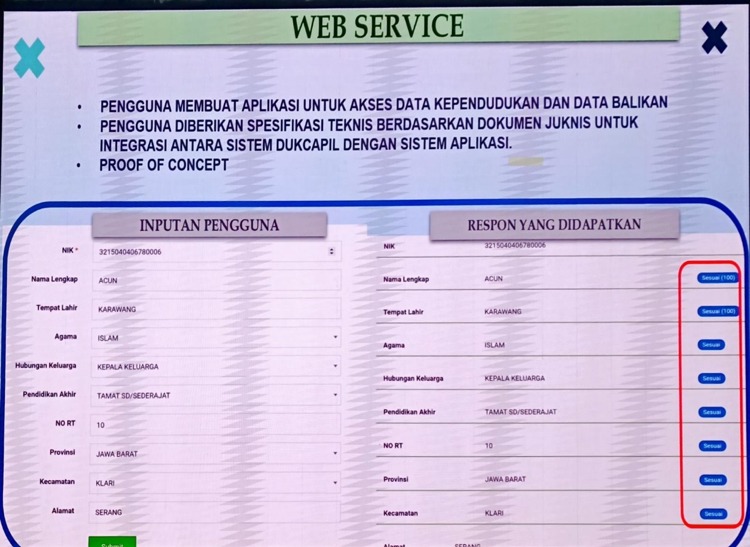 WEB SERVICE
• PENGGUNA MEMBUAT APLIKASI UNTUK AKSES DATA KEPENDUDUKAN DAN DATA BALIKAN
• PENGGUNA DIBERIKAN SPESIFIKASI TEKNIS BERDASARKAN DOKUMEN JUKNIS UNTUK
INTEGRASI ANTARA SISTEM DUKCAPIL DENGAN SISTEM APLIKASI.
• PROOF OF CONCEPT
INPUTAN PENGGUNA
NIK * 3215040406780006
Nama Lengkap ACUN
Tempat Lahir KARAWANG
Agama ISLAM
Hubungan Keluarga KEPALA KELUARGA
Pendidikan Akhir TAMAT SD/SEDERAJAT
NO RT 10
Provinsi JAWA BARAT
Kecamatan KLARI
Alamat SERANG
Submit
RESPON YANG DIDAPATKAN
NIK 3215040406780006
Nama Lengkap ACUN Sesuai (100)
Tempat Lahir KARAWANG Sesuai (100)
Agama ISLAM Sesuai
Hubungan Keluarga KEPALA KELUARGA Sesuai
Pendidikan Akhir TAMAT SD/SEDERAJAT Sesuai
NO RT 10 Sesuai
Provinsi JAWA BARAT Sesuai
Kecamatan KLARI Sesuai
Alamat SERANG